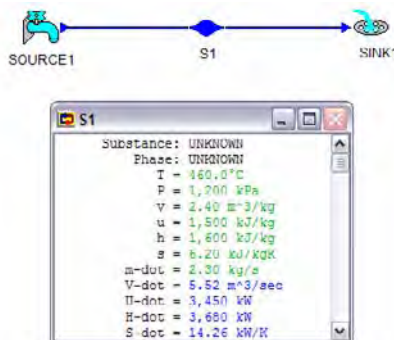 SOURCE1
S1
SINK1
S1
Substance: UNKNOWN
Phase: UNKNOWN
T = 460.0°C
P = 1,200 kPa
v = 2.40 m^3/kg
u = 1,500 kJ/kg
h = 1,600 kJ/kg
s = 6.20 kJ/kgK
m-dot = 2.30 kg/s
V-dot = 5.52 m^3/sec
U-dot = 3,450 kW
H-dot = 3,680 kW
S-dot = 14.26 kW/K